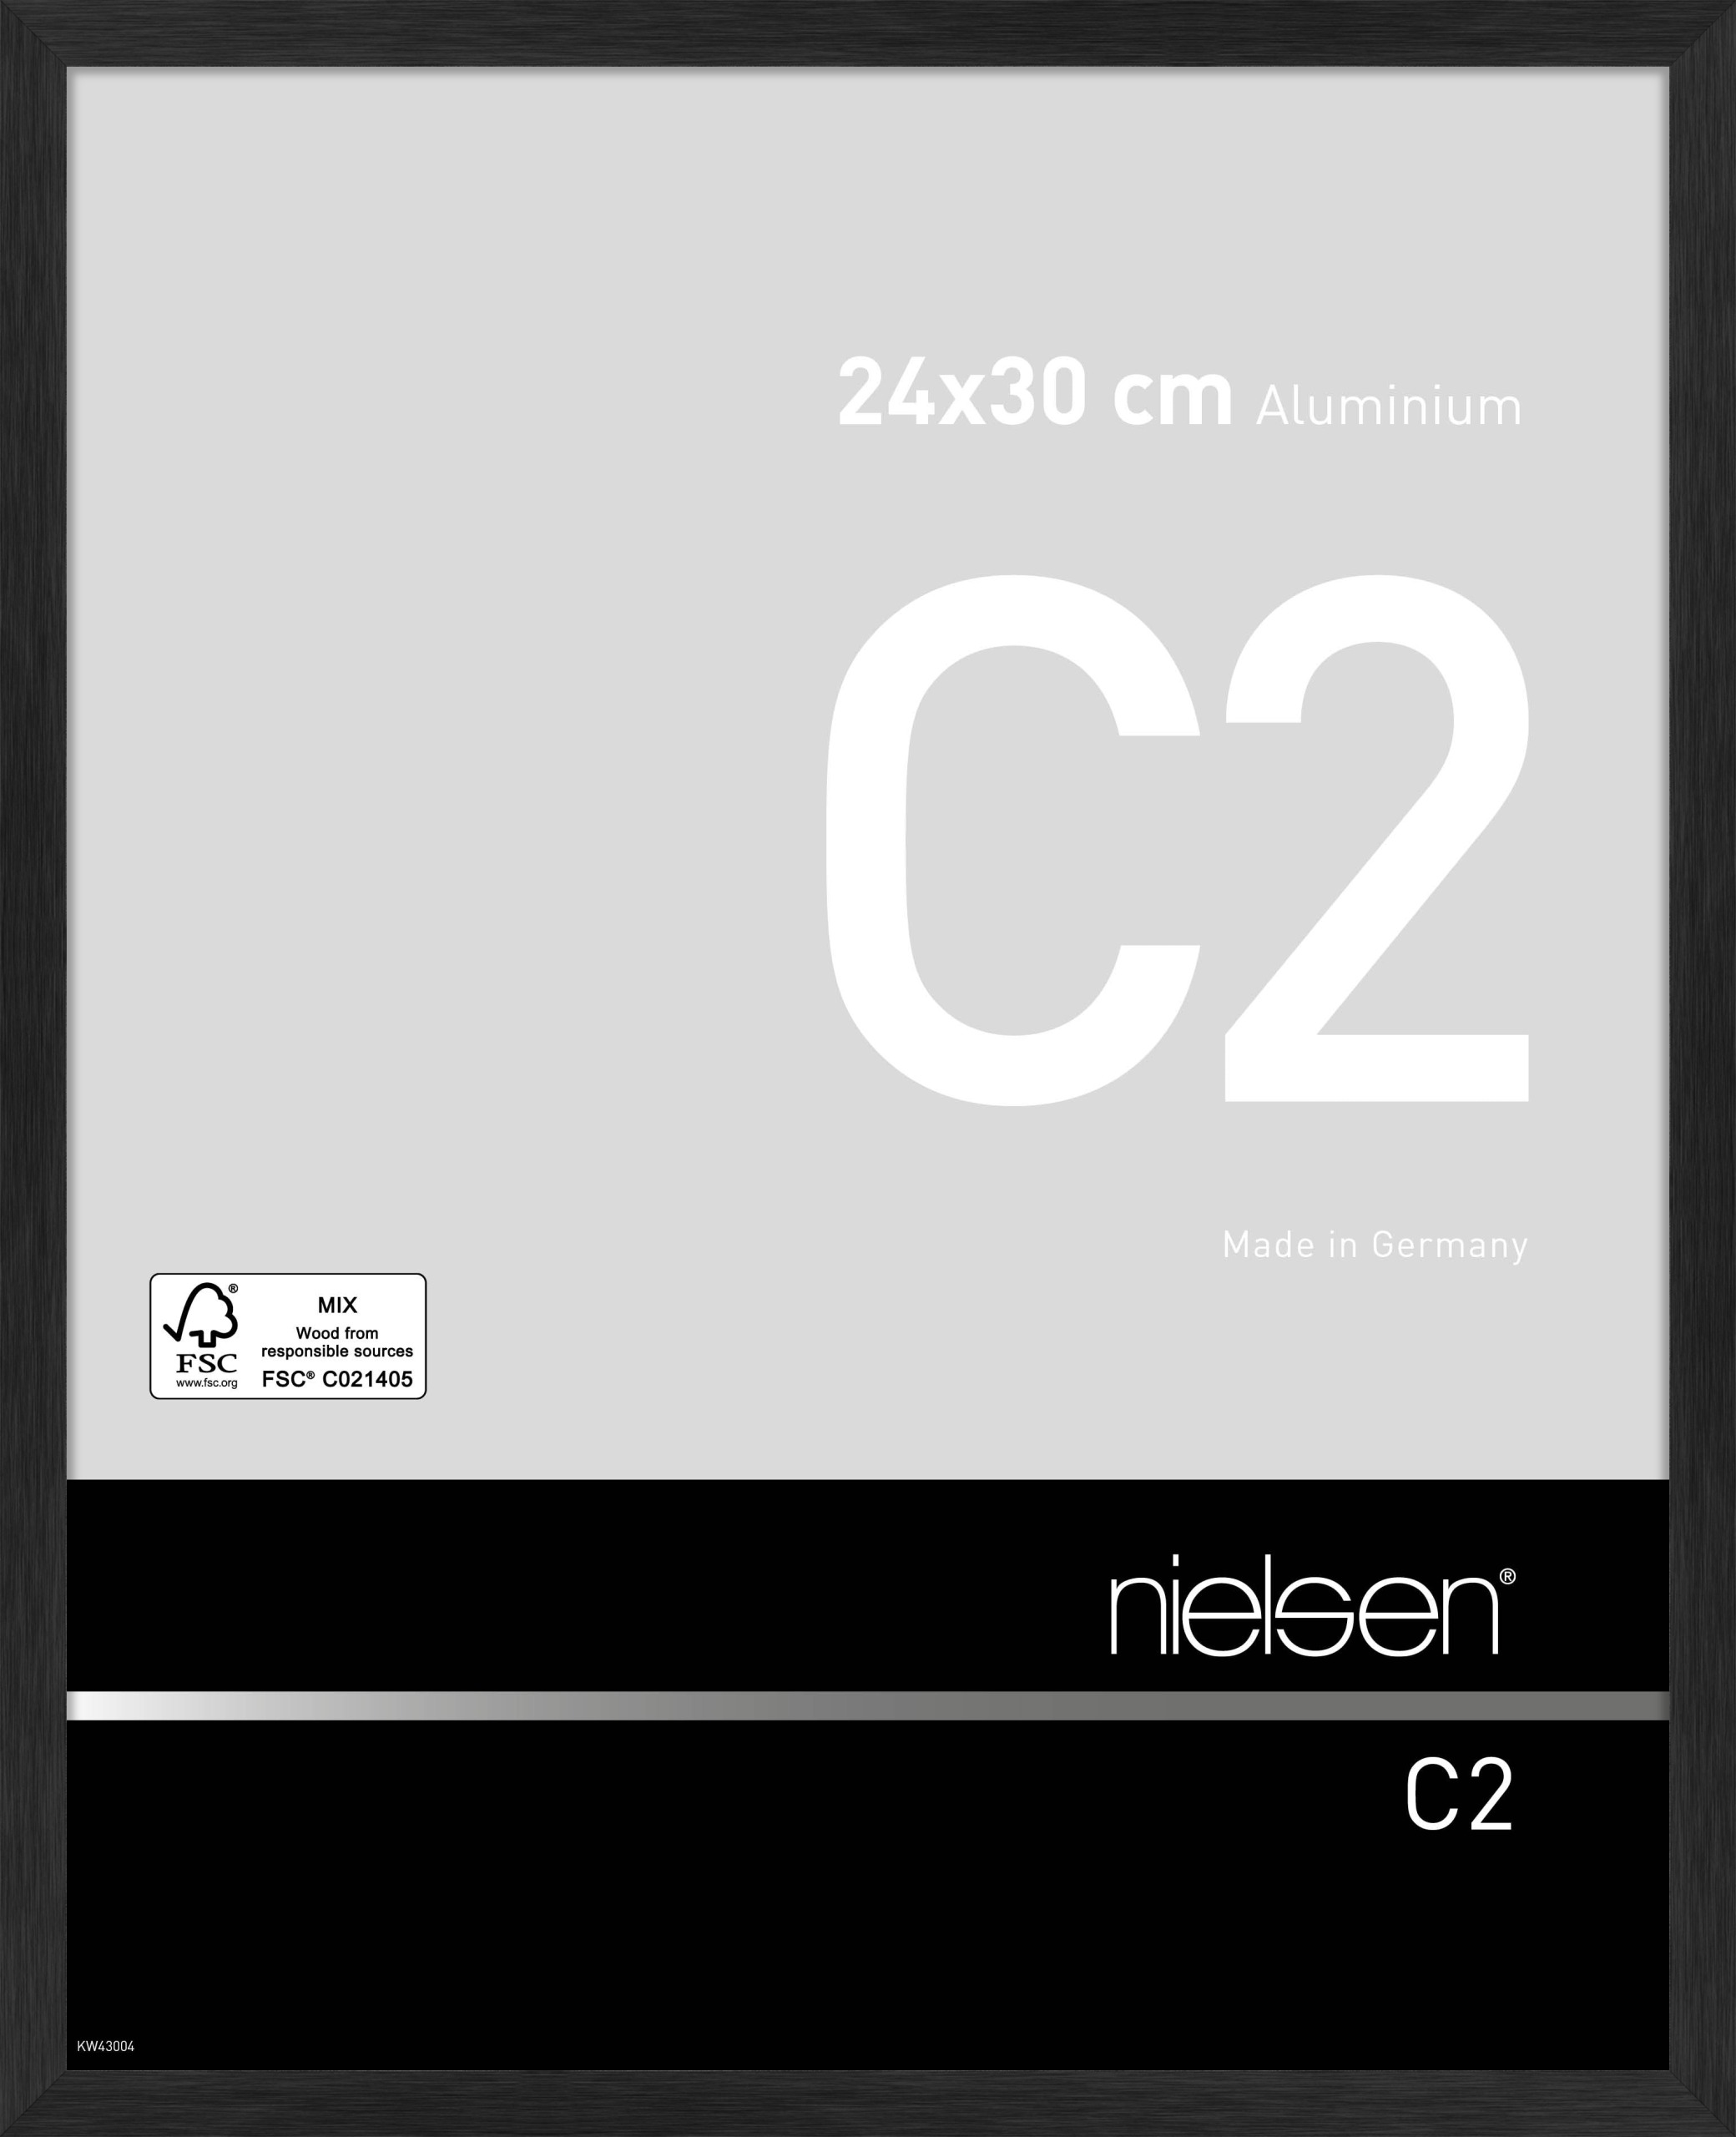 24x30 cm Aluminium
C2
Made in Germany
®
FSC
www.fsc.org
MIX
Wood from
responsible sources
FSC® C021405
nielsen®
C2
KW43004